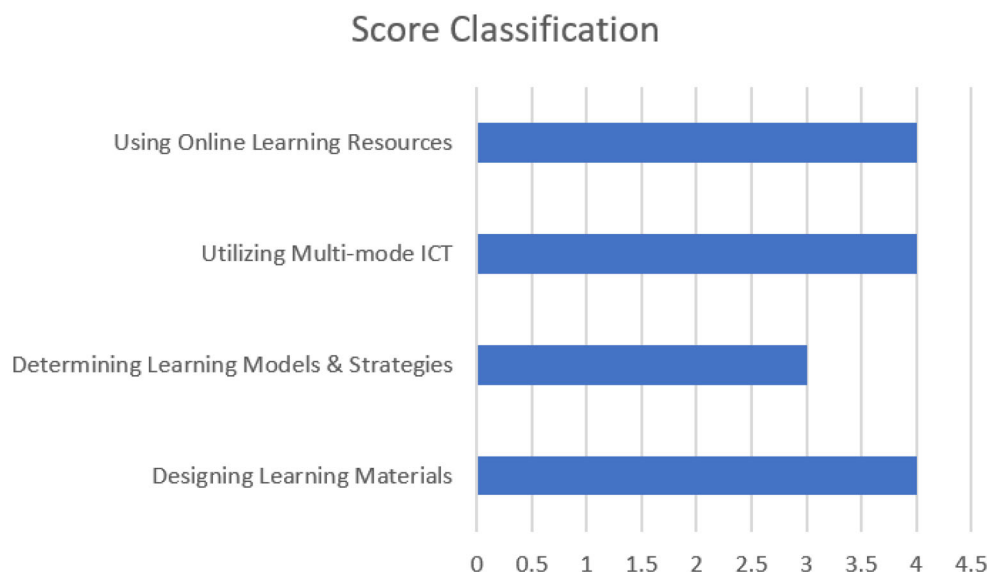 Score Classification
Using Online Learning Resources
Utilizing Multi-mode ICT
Determining Learning Models & Strategies
Designing Learning Materials
0 0.5 1 1.5 2 2.5 3 3.5 4 4.5